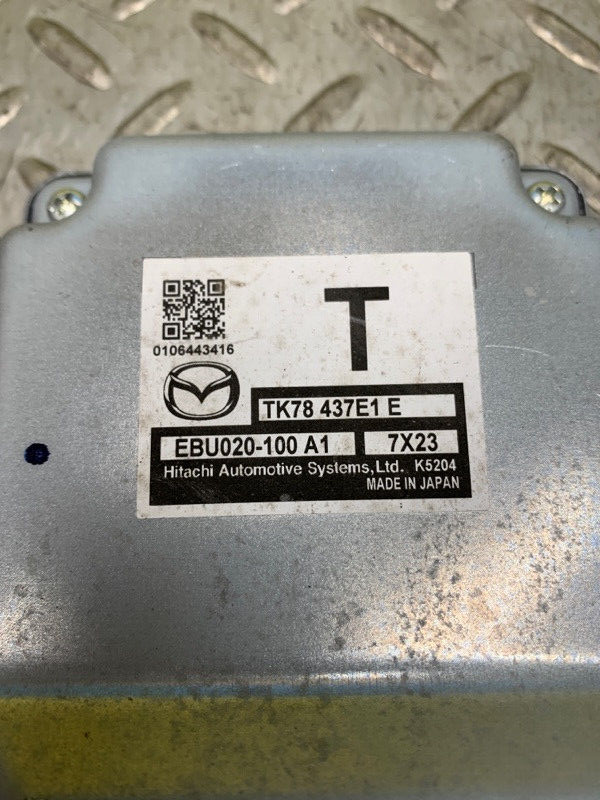 T
0106443416
TK78 437E1 E
EBU020-100 A1 7X23
Hitachi Automotive Systems,Ltd. K5204
MADE IN JAPAN